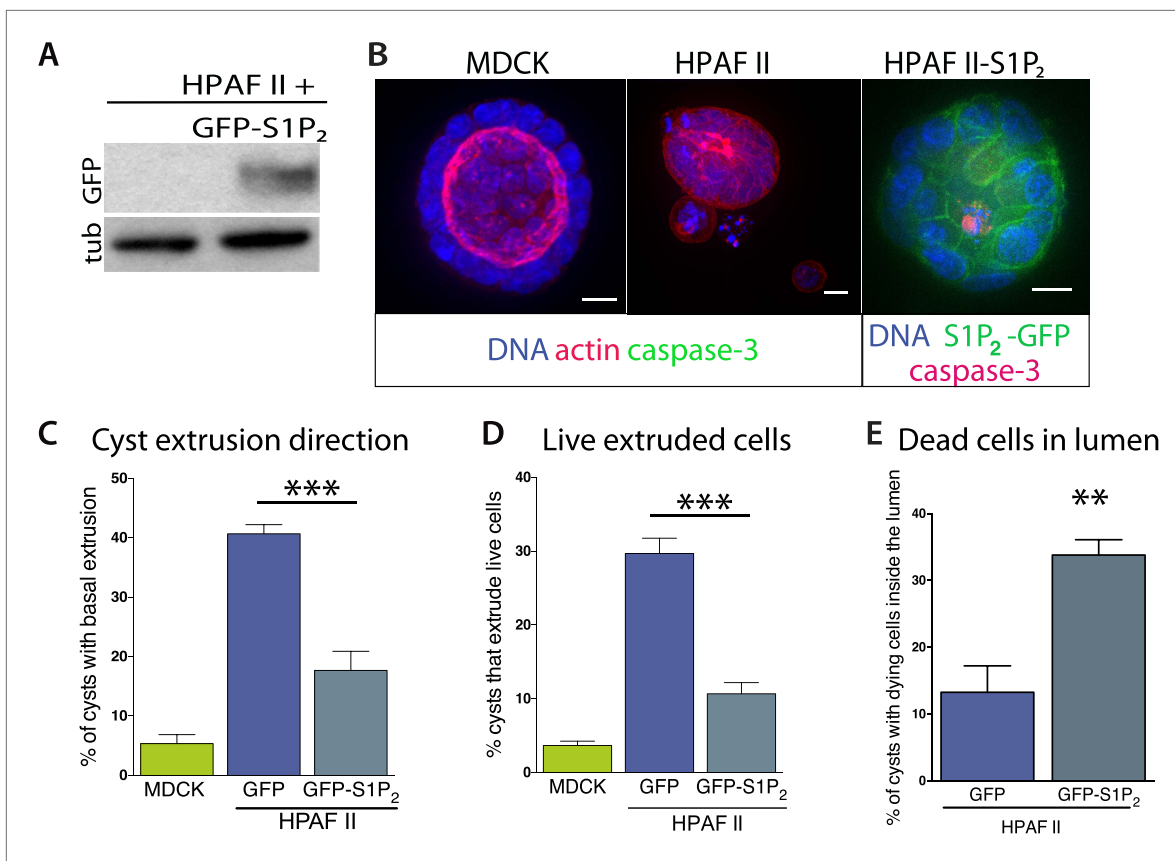 A
HPAF II +
GFP-S1P₂
GFP
tub
B
MDCK
HPAF II
HPAF II-S1P₂
DNA actin caspase-3
DNA S1P₂-GFP
caspase-3
C Cyst extrusion direction
% of cysts with basal extrusion
50
40
30
20
10
0
***
MDCK GFP GFP-S1P₂
HPAF II
D Live extruded cells
% cysts that extrude live cells
40
30
20
10
0
***
MDCK GFP GFP-S1P₂
HPAF II
E Dead cells in lumen
% of cysts with dying cells inside the lumen
40
30
20
10
0
**
GFP GFP-S1P₂
HPAF II